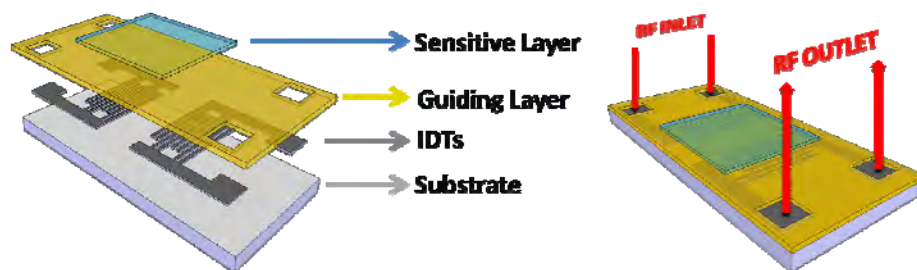 Sensitive Layer
Guiding Layer
IDTs
Substrate
RF INLET
RF OUTLET